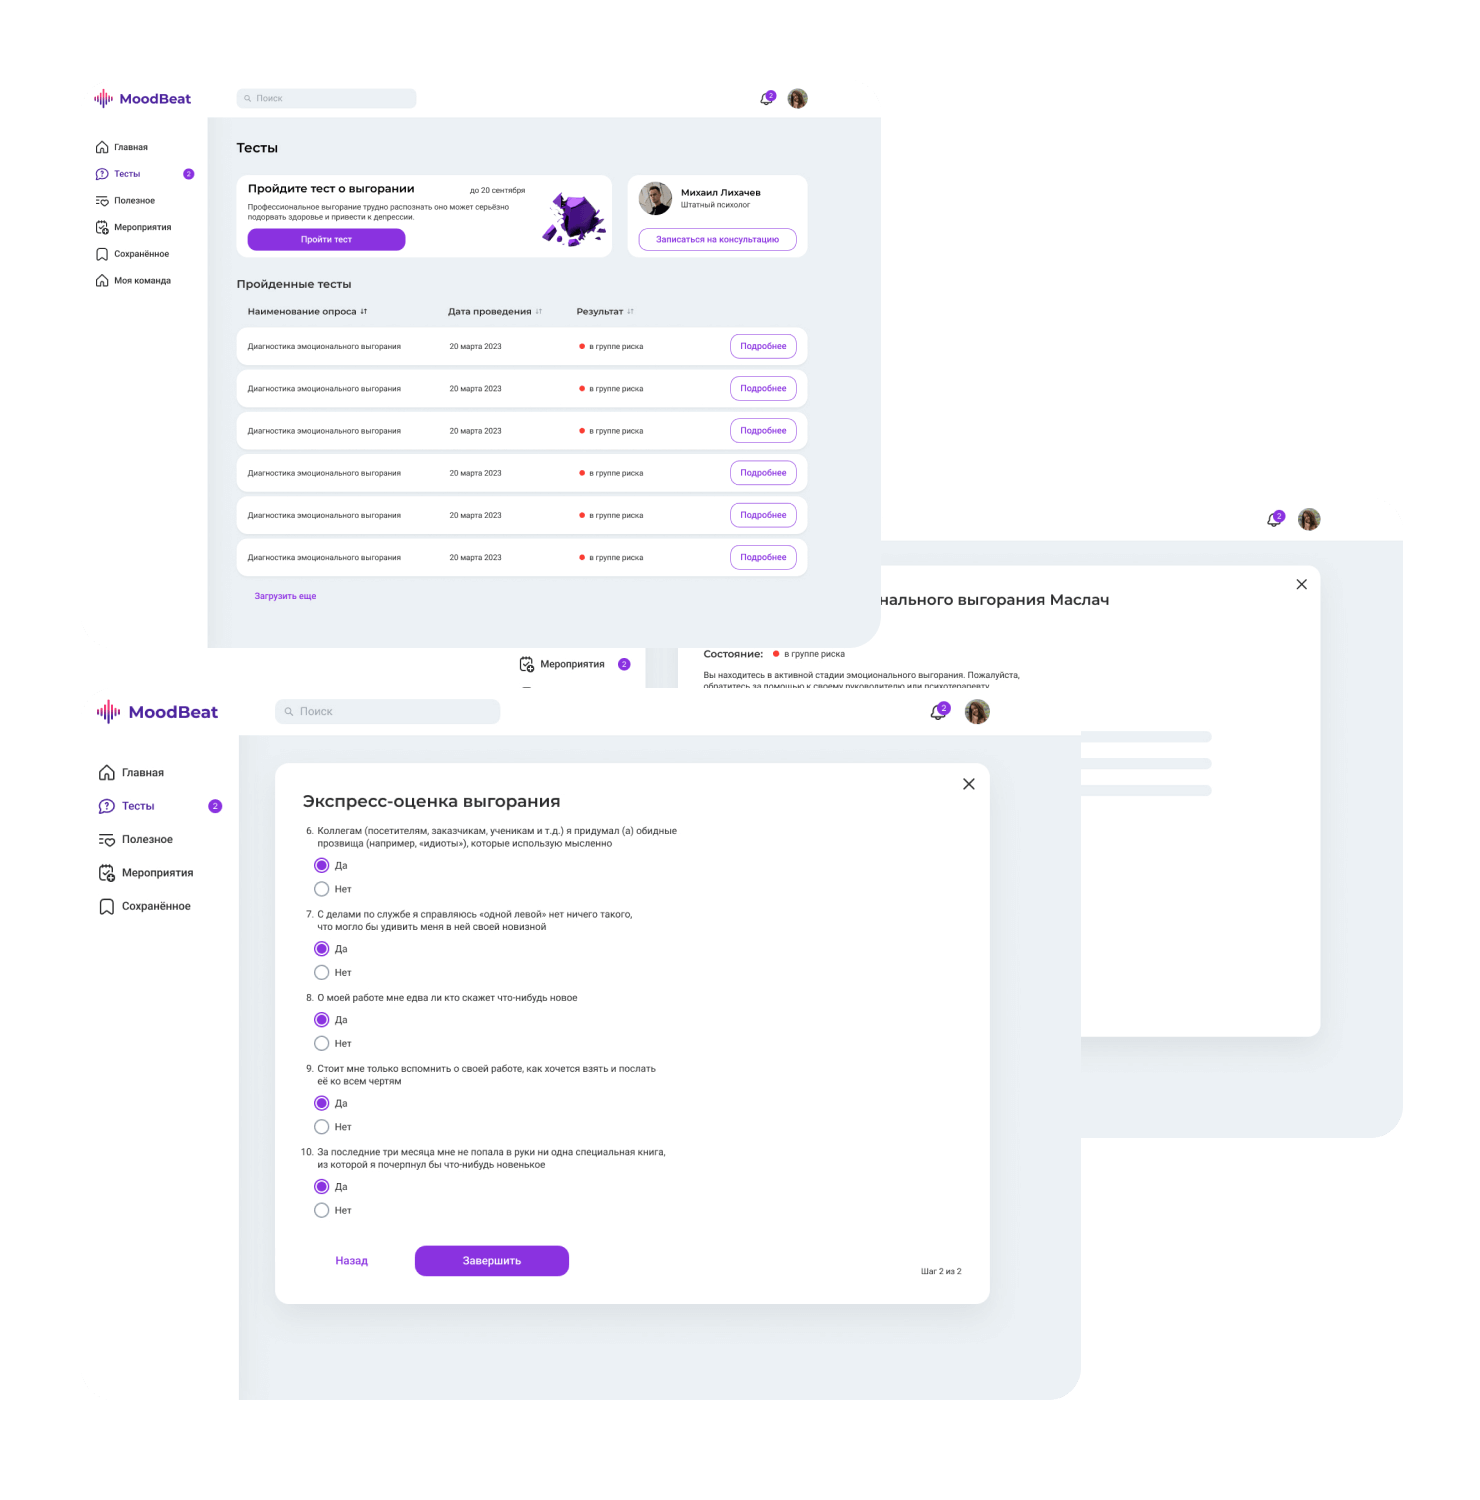 MoodBeat
Поиск
2
Главная
Тесты
2
Полезное
Мероприятия
Сохранённое
Моя команда
Тесты
Пройдите тест о выгорании
до 20 сентября
Профессиональное выгорание трудно распознать оно может серьёзно
подорвать здоровье и привести к депрессии.
Пройти тест
Михаил Лихачев
Штатный психолог
Записаться на консультацию
Пройденные тесты
Наименование опроса
Дата проведения
Результат
Диагностика эмоционального выгорания 20 марта 2023 в группе риска Подробнее
Диагностика эмоционального выгорания 20 марта 2023 в группе риска Подробнее
Диагностика эмоционального выгорания 20 марта 2023 в группе риска Подробнее
Диагностика эмоционального выгорания 20 марта 2023 в группе риска Подробнее
Диагностика эмоционального выгорания 20 марта 2023 в группе риска Подробнее
Диагностика эмоционального выгорания 20 марта 2023 в группе риска Подробнее
Загрузить еще
2
нального выгорания Маслач
Мероприятия
2
Состояние: в группе риска
Вы находитесь в активной стадии эмоционального выгорания. Пожалуйста,
обратитесь за помощью к своему руководителю или психотерапевту
MoodBeat
Поиск
2
Главная
Тесты
2
Полезное
Мероприятия
Сохранённое
Экспресс-оценка выгорания
6. Коллегам (посетителям, заказчикам, ученикам и т.д.) я придумал (а) обидные
прозвища (например, «идиоты»), которые использую мысленно
Да
Нет
7. С делами по службе я справляюсь «одной левой» нет ничего такого,
что могло бы удивить меня в ней своей новизной
Да
Нет
8. О моей работе мне едва ли кто скажет что-нибудь новое
Да
Нет
9. Стоит мне только вспомнить о своей работе, как хочется взять и послать
её ко всем чертям
Да
Нет
10. За последние три месяца мне не попала в руки ни одна специальная книга,
из которой я почерпнул бы что-нибудь новенькое
Да
Нет
Назад
Завершить
Шаг 2 из 2